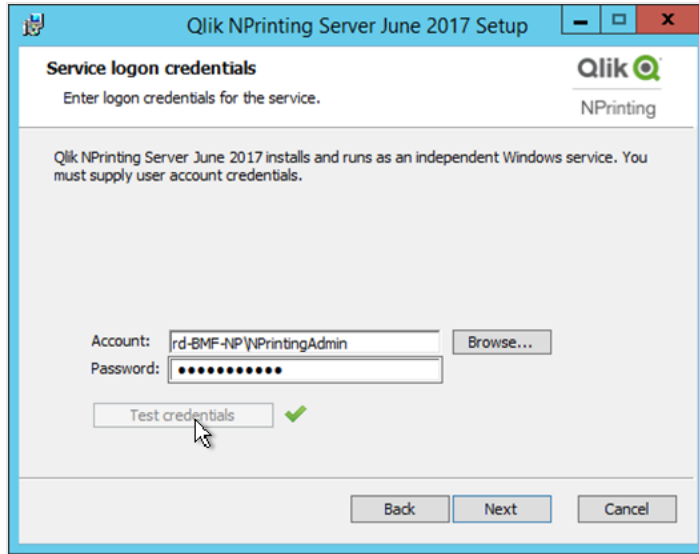 Qlik NPrinting Server June 2017 Setup
Service logon credentials
Enter logon credentials for the service.
Qlik
NPrinting
Qlik NPrinting Server June 2017 installs and runs as an independent Windows service. You
must supply user account credentials.
Account: rd-BMF-NP\NPrintingAdmin Browse...
Password: ●●●●●●●●●●●
Test credentials
Back Next Cancel